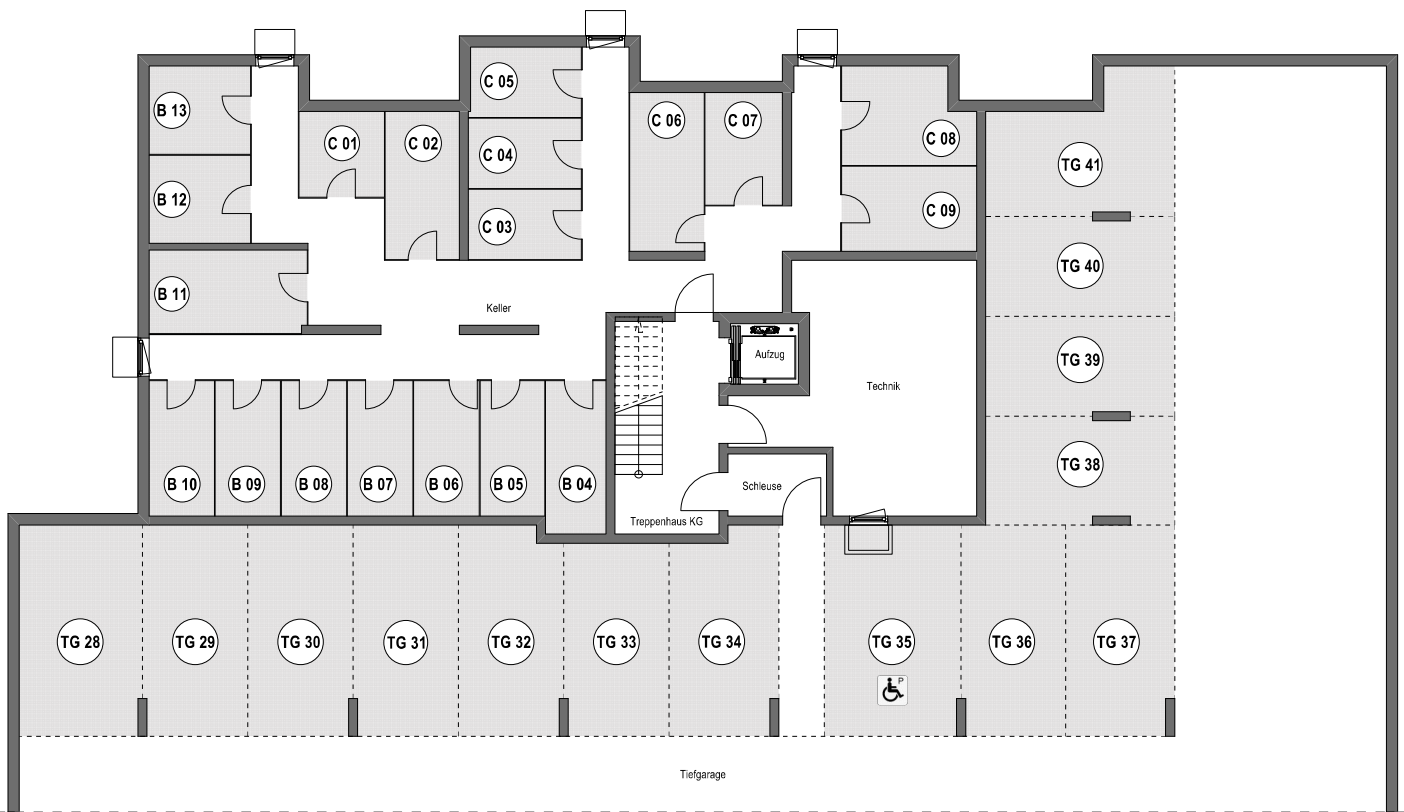 C 05
B 13
C 01
C 02
C 04
C 06
C 07
C 08
TG 41
B 12
C 03
C 09
B 11
TG 40
Keller
Aufzug
TG 39
Technik
TG 38
B 10
B 09
B 08
B 07
B 06
B 05
B 04
Schleuse
Treppenhaus KG
TG 28
TG 29
TG 30
TG 31
TG 32
TG 33
TG 34
TG 35
TG 36
TG 37
P
Tiefgarage